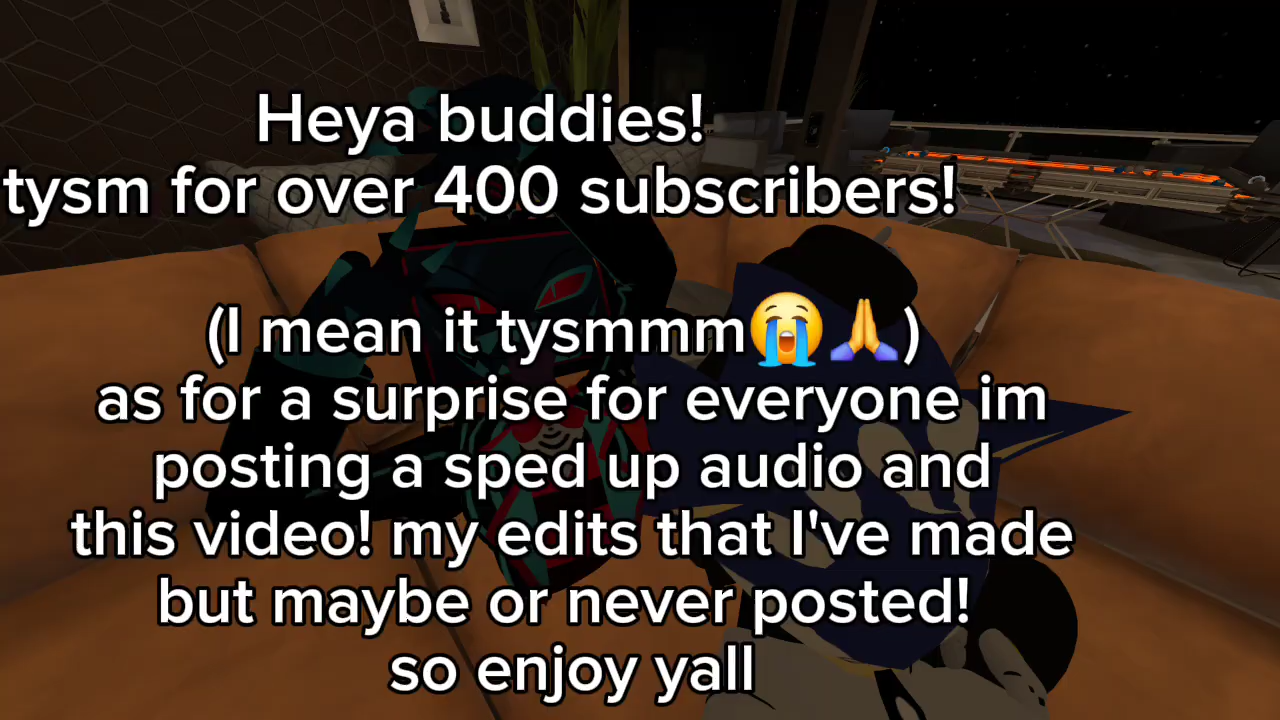 Heya buddies!
tysm for over 400 subscribers!
(I mean it tysmmm😭🙏)
as for a surprise for everyone im
posting a sped up audio and
this video! my edits that I've made
but maybe or never posted!
so enjoy yall